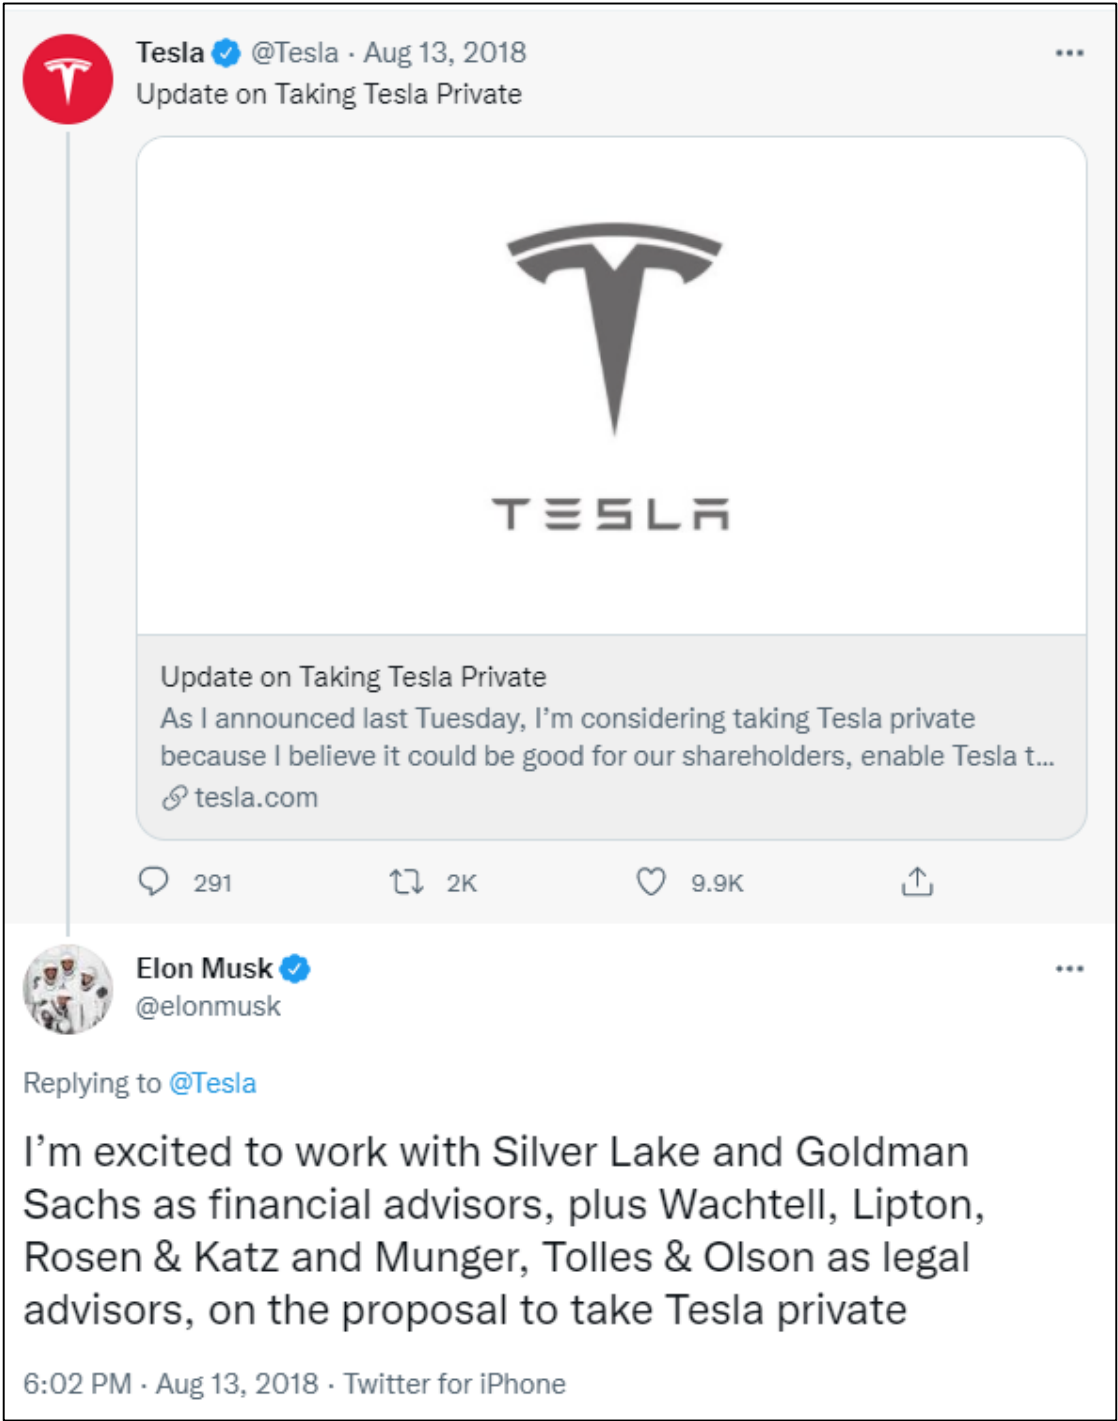 Tesla @Tesla · Aug 13, 2018
Update on Taking Tesla Private
TESLA
Update on Taking Tesla Private
As I announced last Tuesday, I’m considering taking Tesla private
because I believe it could be good for our shareholders, enable Tesla t...
tesla.com
291 2K 9.9K
Elon Musk
@elonmusk
Replying to @Tesla
I’m excited to work with Silver Lake and Goldman
Sachs as financial advisors, plus Wachtell, Lipton,
Rosen & Katz and Munger, Tolles & Olson as legal
advisors, on the proposal to take Tesla private
6:02 PM · Aug 13, 2018 · Twitter for iPhone